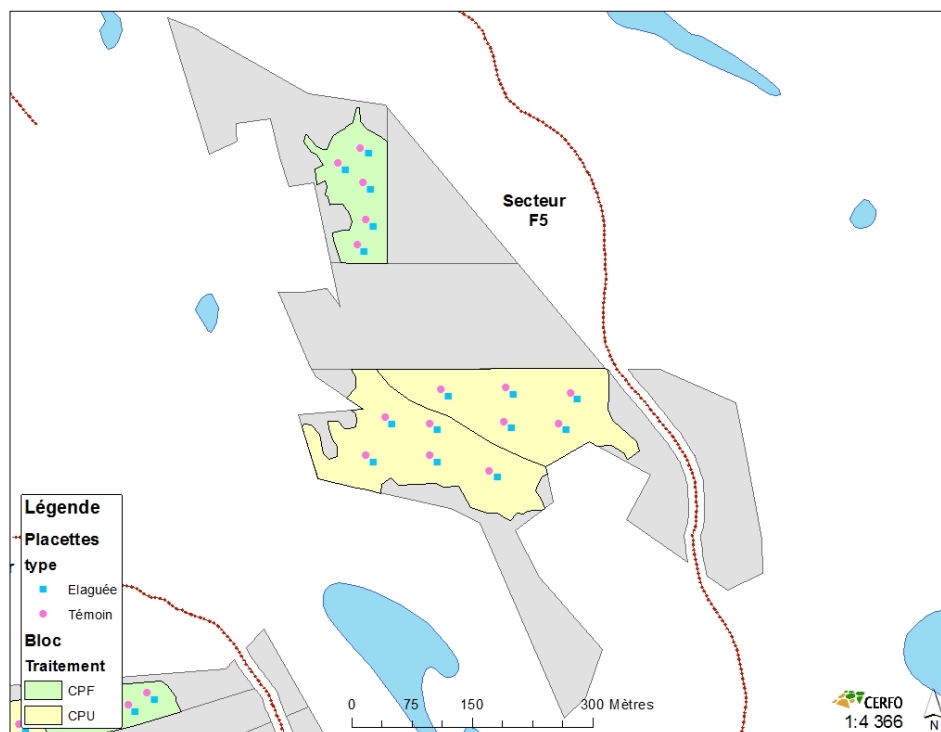 Secteur
F5
Légende
Placettes
type
Elaguée
Témoin
Bloc
Traitement
CPF
CPU
0 75 150 300 Mètres
CERFO
1:4 366
N